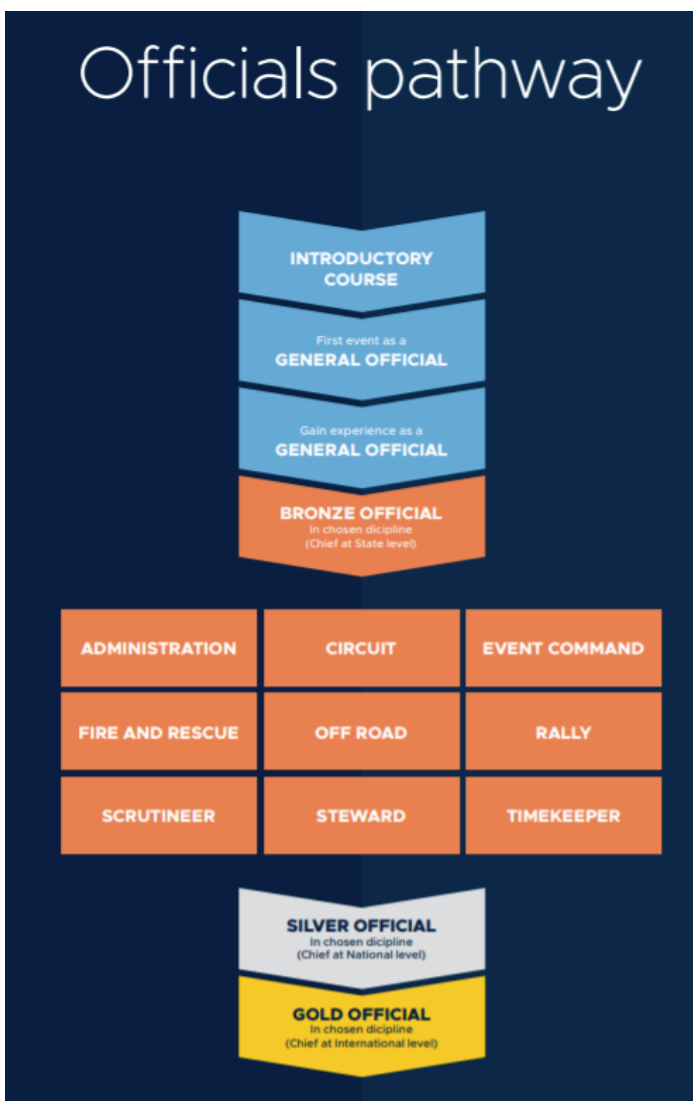 Officials pathway
INTRODUCTORY
COURSE
First event as a
GENERAL OFFICIAL
Gain experience as a
GENERAL OFFICIAL
BRONZE OFFICIAL
In chosen dicipline
(Chief at State level)
ADMINISTRATION
CIRCUIT
EVENT COMMAND
FIRE AND RESCUE
OFF ROAD
RALLY
SCRUTINEER
STEWARD
TIMEKEEPER
SILVER OFFICIAL
In chosen dicipline
(Chief at National level)
GOLD OFFICIAL
In chosen dicipline
(Chief at International level)